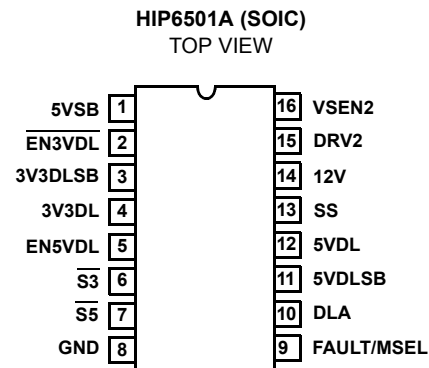 HIP6501A (SOIC)
TOP VIEW
5VSB 1 16 VSEN2
EN3VDL 2 15 DRV2
3V3DLSB 3 14 12V
3V3DL 4 13 SS
EN5VDL 5 12 5VDL
S3 6 11 5VDLSB
S5 7 10 DLA
GND 8 9 FAULT/MSEL